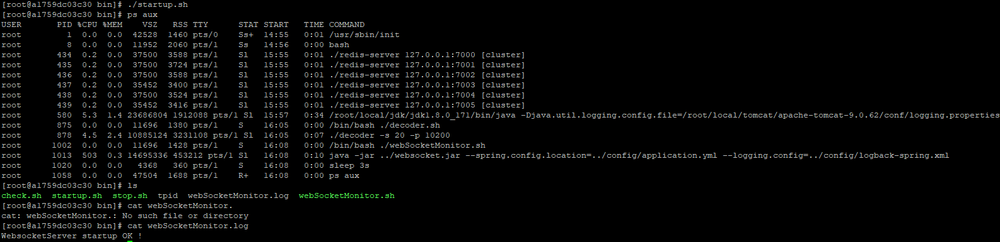 [root@a1759dc03c30 bin]# ./startup.sh
[root@a1759dc03c30 bin]# ps aux
USER       PID %CPU %MEM    VSZ   RSS TTY      STAT START   TIME COMMAND
root         1  0.0  0.0  42528  1460 pts/0    Ss+  14:55   0:01 /usr/sbin/init
root         8  0.0  0.0  11952  2060 pts/1    Ss   14:56   0:00 bash
root       434  0.2  0.0  37500  3588 pts/1    Sl   15:55   0:01 ./redis-server 127.0.0.1:7000 [cluster]
root       435  0.2  0.0  37500  3724 pts/1    Sl   15:55   0:01 ./redis-server 127.0.0.1:7001 [cluster]
root       436  0.2  0.0  37500  3588 pts/1    Sl   15:55   0:01 ./redis-server 127.0.0.1:7002 [cluster]
root       437  0.2  0.0  35452  3400 pts/1    Sl   15:55   0:01 ./redis-server 127.0.0.1:7003 [cluster]
root       438  0.2  0.0  37500  3524 pts/1    Sl   15:55   0:01 ./redis-server 127.0.0.1:7004 [cluster]
root       439  0.2  0.0  35452  3416 pts/1    Sl   15:55   0:01 ./redis-server 127.0.0.1:7005 [cluster]
root       580  5.3  1.4 23686804 1912088 pts/1 Sl  15:57   0:34 /root/local/jdk/jdk1.8.0_171/bin/java -Djava.util.logging.config.file=/root/local/tomcat/apache-tomcat-9.0.62/conf/logging.properties
root       875  0.0  0.0  11696  1380 pts/1    S    16:05   0:00 /bin/bash ./decoder.sh
root       878  4.5  2.4 10885124 3231108 pts/1 Sl  16:05   0:07 ./decoder -s 20 -p 10200
root      1002  0.0  0.0  11696  1428 pts/1    S    16:08   0:00 /bin/bash ./webSocketMonitor.sh
root      1013  503  0.3 14695336 453212 pts/1 Sl   16:08   0:10 java -jar ../websocket.jar --spring.config.location=../config/application.yml --logging.config=../config/logback-spring.xml
root      1020  0.0  0.0   4368   360 pts/1    S    16:08   0:00 sleep 3s
root      1058  0.0  0.0  47504  1688 pts/1    R+   16:08   0:00 ps aux
[root@a1759dc03c30 bin]# ls
check.sh  startup.sh  stop.sh  tpid  webSocketMonitor.log  webSocketMonitor.sh
[root@a1759dc03c30 bin]# cat webSocketMonitor.
cat: webSocketMonitor.: No such file or directory
[root@a1759dc03c30 bin]# cat webSocketMonitor.log
WebsocketServer startup OK !